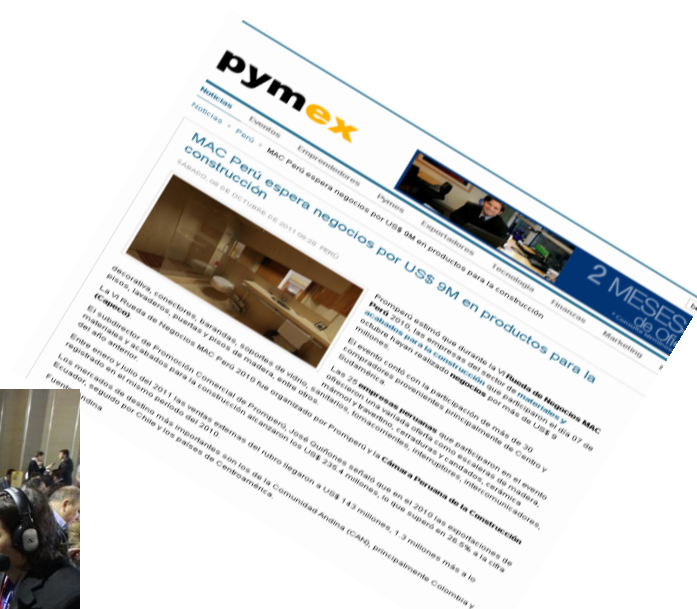 pymex
Noticias Eventos Emprendedores Pymes Exportadores Tecnología Finanzas Marketing
Noticias Perú MAC Perú espera negocios por US$ 9M en productos para la construcción
2 MESES
MAC Perú espera negocios por US$ 9M en productos para la
construcción
SÁBADO, 08 DE OCTUBRE DE 2011 09:26 PERÚ
Promperú estimó que durante la VI Rueda de Negocios MAC
Perú 2010, las empresas del sector de materiales y
acabados para la construcción que participaron el día 07 de
octubre hayan realizado negocios por más de US$ 9
millones.
El evento contó con la participación de más de 30
compradores provenientes principalmente de Centro y
Sudamérica.
Las 25 empresas peruanas que participaron en el evento
ofrecieron una variada oferta como escaleras de madera,
mármol y travertino, cerraduras y candados, cerámica
sanitarios, tomacorrientes, interruptores, intercomunicadores,
decorativa, conectores, barandas, soportes de vidrio,
pisos, lavaderos, puertas y pisos de madera, entre otros.
La VI Rueda de Negocios MAC Perú 2010 fue organizado por Promperú y la Cámara Peruana de la Construcción
(Capeco).
El subdirector de Promoción Comercial de Promperú, José Quiñones señaló que en el 2010 las exportaciones de
materiales y acabados para la construcción alcanzaron los US$ 235.4 millones, lo que superó en 26.5% a la cifra
del año anterior.
Entre enero y julio del 2011 las ventas externas del rubro llegaron a US$ 143 millones, 1.3 millones más a lo
registrado en el mismo periodo del 2010.
Los mercados de destino más importantes son los de la Comunidad Andina (CAN), principalmente Colombia y
Ecuador, seguido por Chile y los países de Centroamérica.
Fuente: Andina